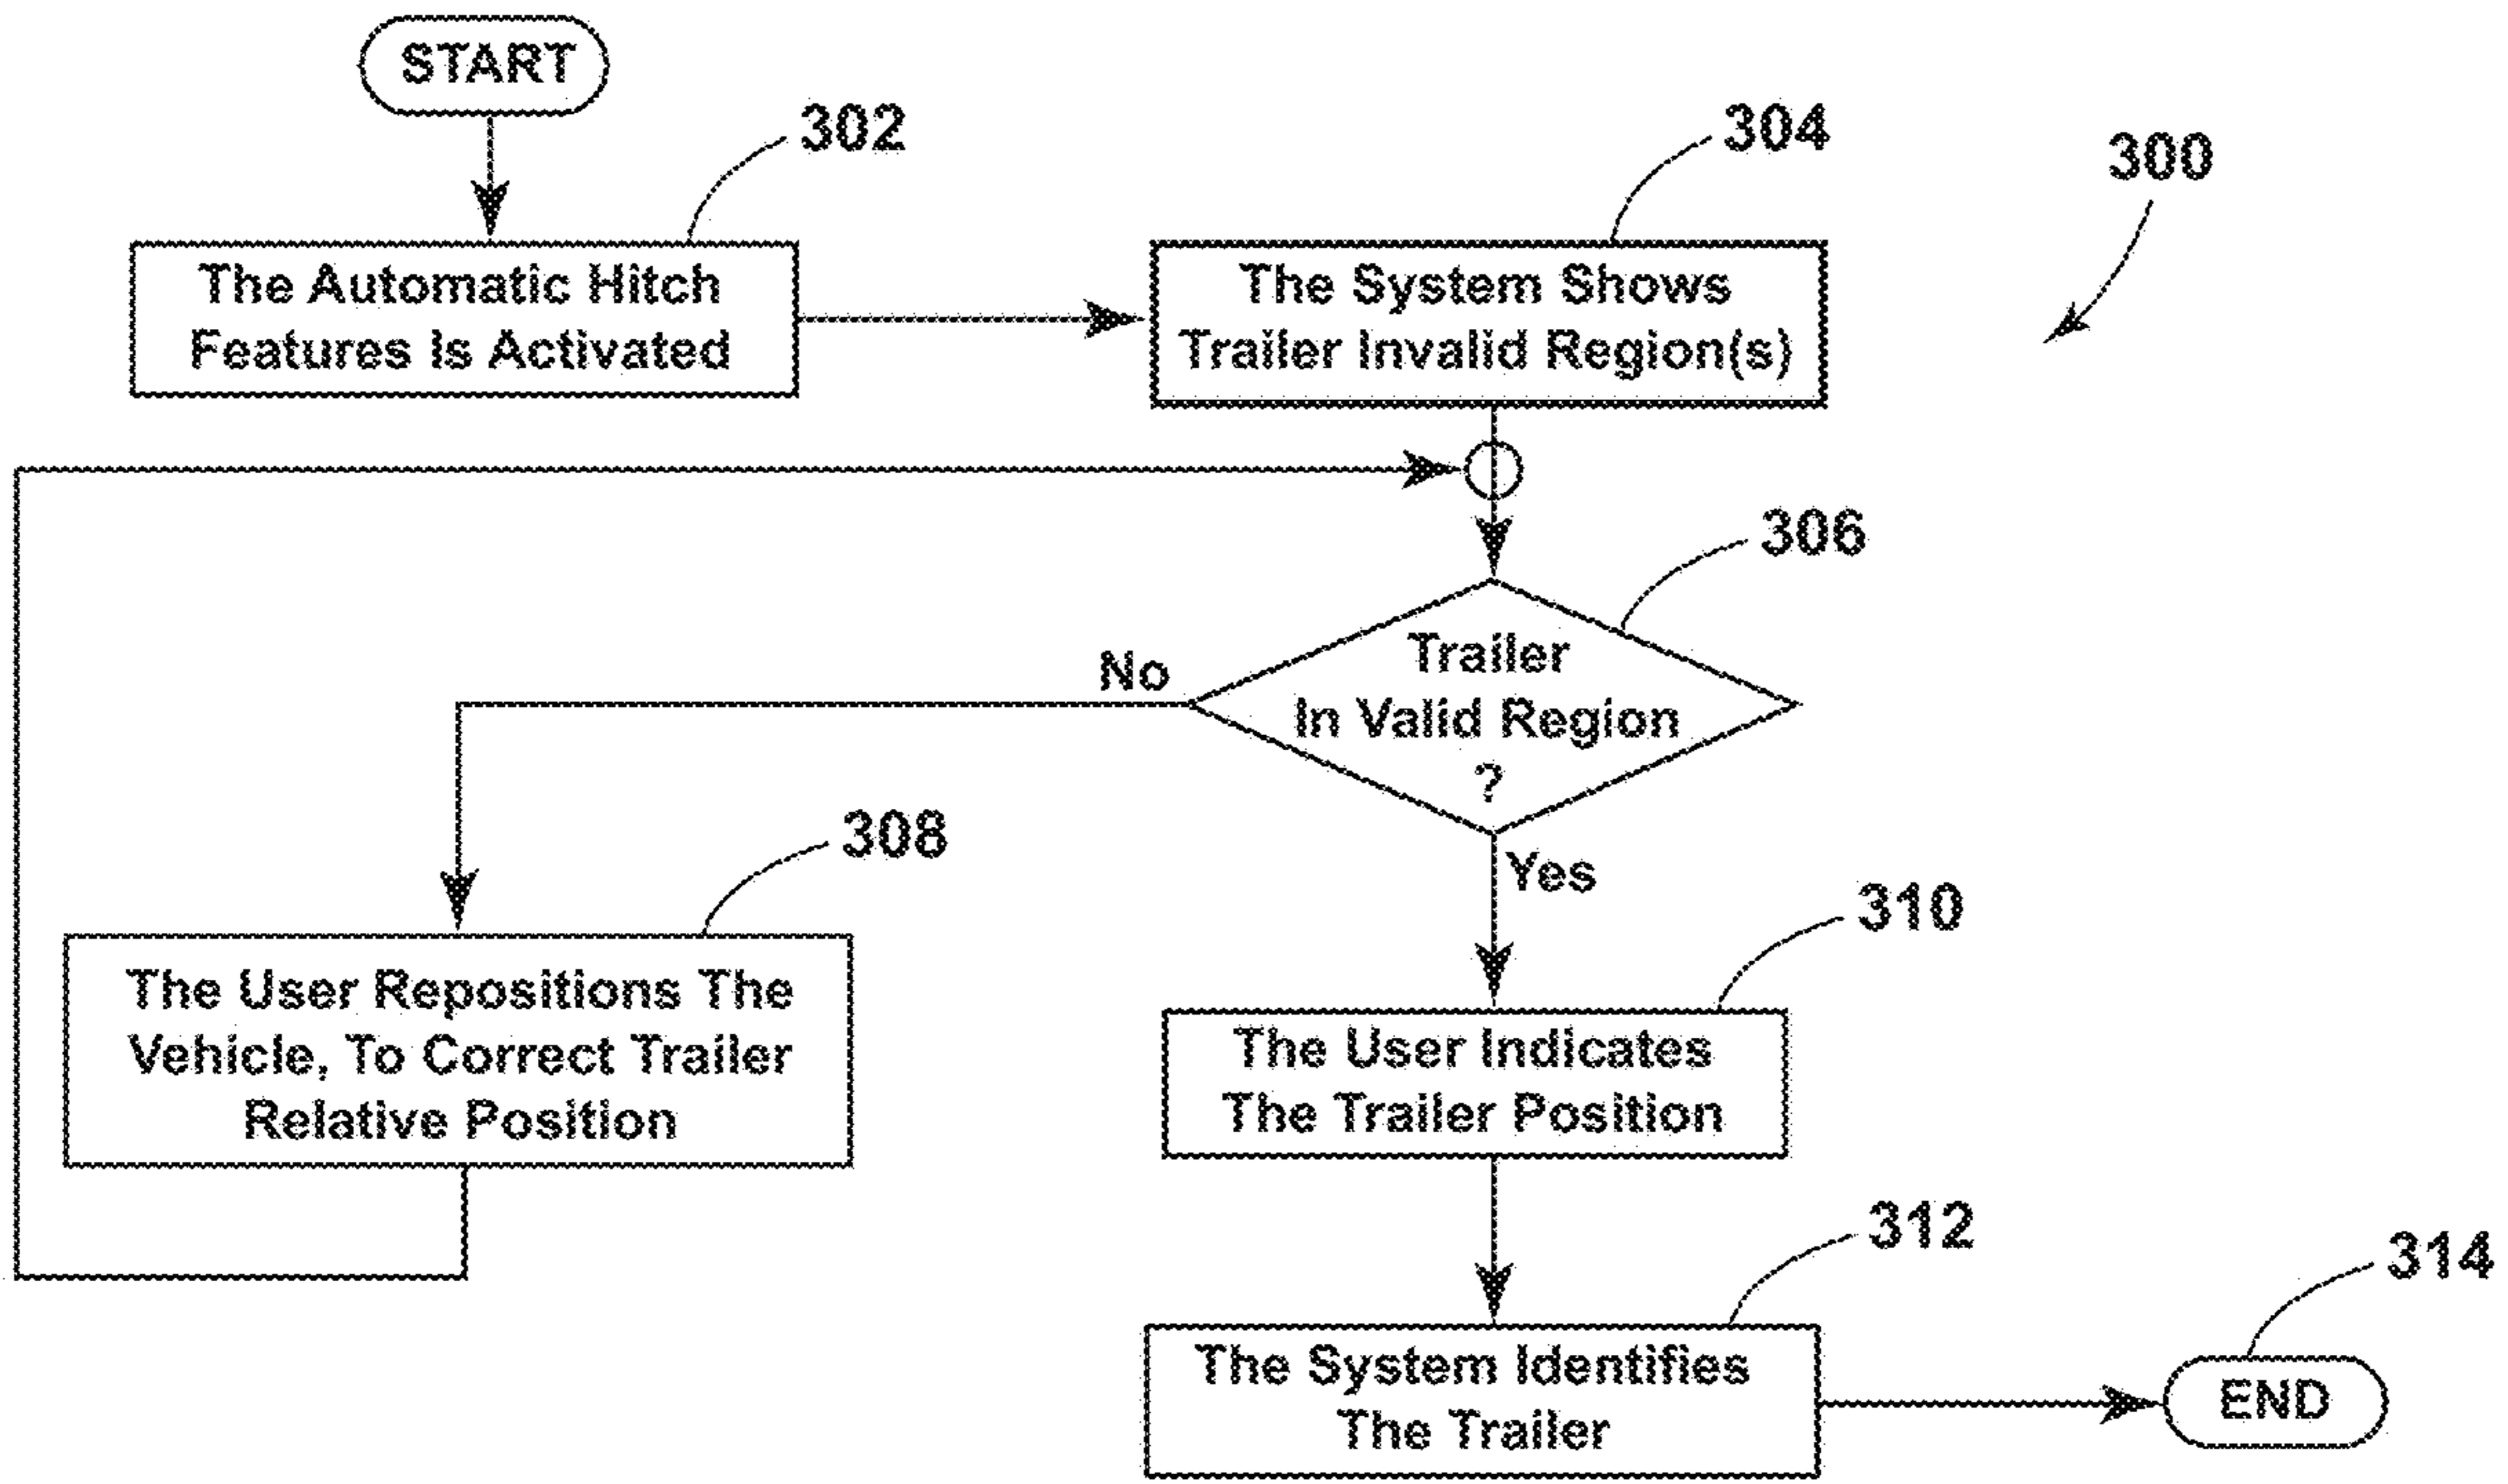 START
302
304
300
The Automatic Hitch
Features Is Activated
The System Shows
Trailer Invalid Region(s)
306
Trailer
In Valid Region
?
No
Yes
308
310
The User Repositions The
Vehicle, To Correct Trailer
Relative Position
The User Indicates
The Trailer Position
312
314
The System Identifies
The Trailer
END